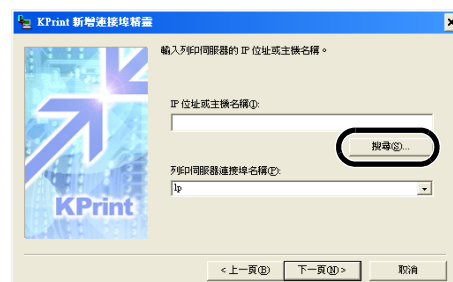 KPrint 新增連接埠精靈
輸入列印伺服器的 IP 位址或主機名稱。
IP 位址或主機名稱(I):
搜尋(S)...
列印伺服器連接埠名稱(P):
lp
KPrint
< 上一頁(B)
下一頁(N) >
取消